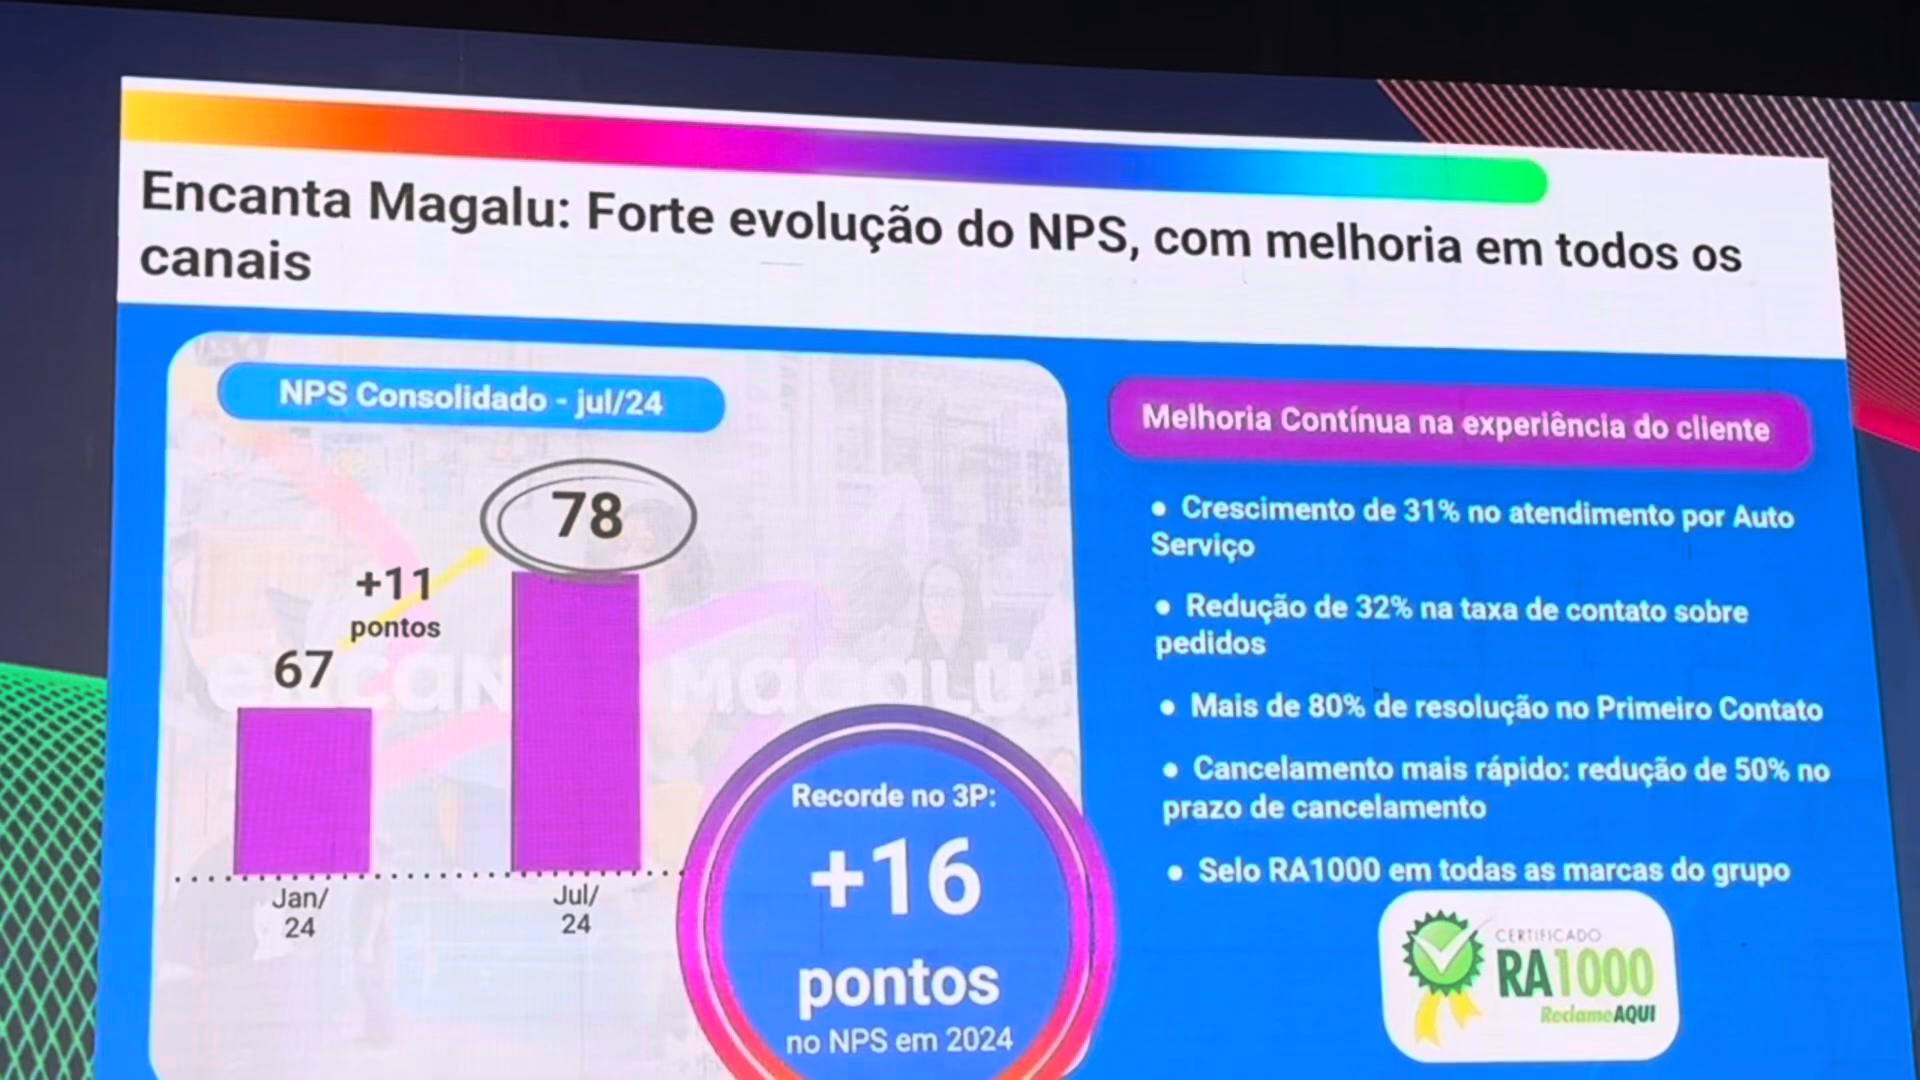 Encanta Magalu: Forte evolução do NPS, com melhoria em todos os
canais
NPS Consolidado - jul/24
78
+11
pontos
67
Jan/
24
Jul/
24
Recorde no 3P:
+16
pontos
no NPS em 2024
Melhoria Contínua na experiência do cliente
• Crescimento de 31% no atendimento por Auto
Serviço
• Redução de 32% na taxa de contato sobre
pedidos
• Mais de 80% de resolução no Primeiro Contato
• Cancelamento mais rápido: redução de 50% no
prazo de cancelamento
• Selo RA1000 em todas as marcas do grupo
CERTIFICADO
RA1000
ReclameAQUI